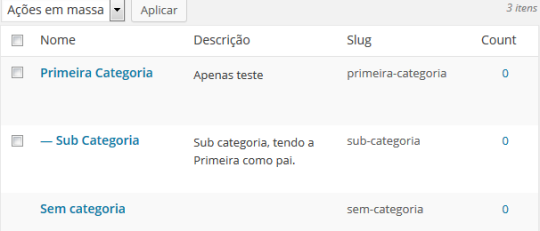 Ações em massa Aplicar 3 itens
Nome Descrição Slug Count
Primeira Categoria Apenas teste primeira-categoria 0
— Sub Categoria Sub categoria, tendo a sub-categoria 0
Primeira como pai.
Sem categoria sem-categoria 0